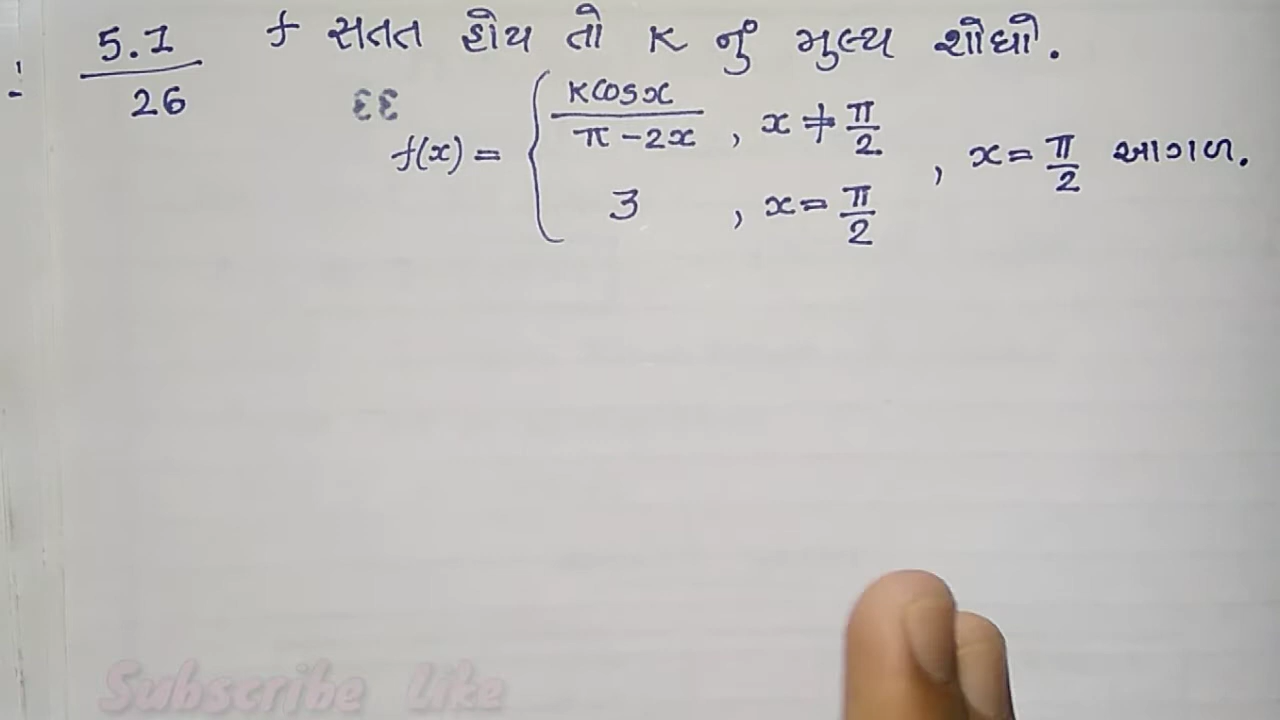 5.1 f સતત હોય તો K નું મુલ્ય શોધો.
26
f(x) = { Kcosx / π - 2x , x ≠ π/2
3 , x = π/2 , x = π/2 આગળ.
Subscribe Like